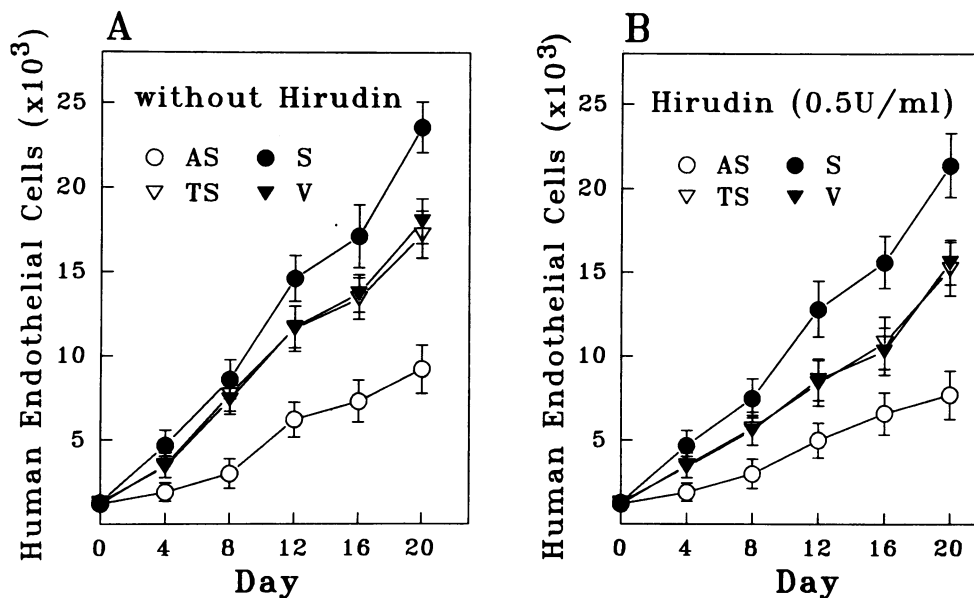 A
Human Endothelial Cells (x10³)
25
20
15
10
5
without Hirudin
AS S
TS V
0 4 8 12 16 20
Day
B
Human Endothelial Cells (x10³)
25
20
15
10
5
Hirudin (0.5U/ml)
AS S
TS V
0 4 8 12 16 20
Day